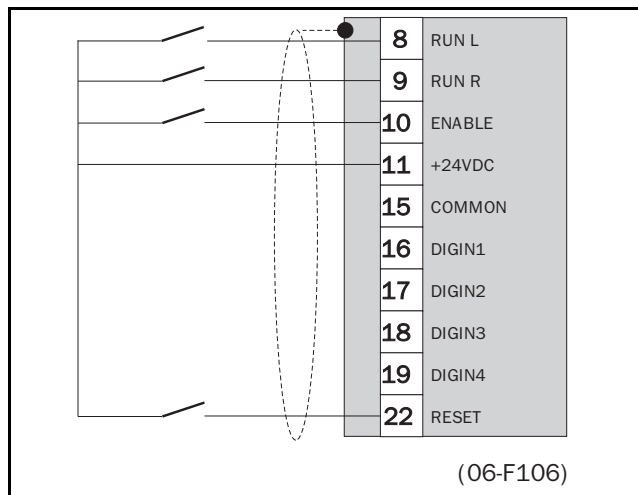 8 RUN L
9 RUN R
10 ENABLE
11 +24VDC
15 COMMON
16 DIGIN1
17 DIGIN2
18 DIGIN3
19 DIGIN4
22 RESET
(06-F106)